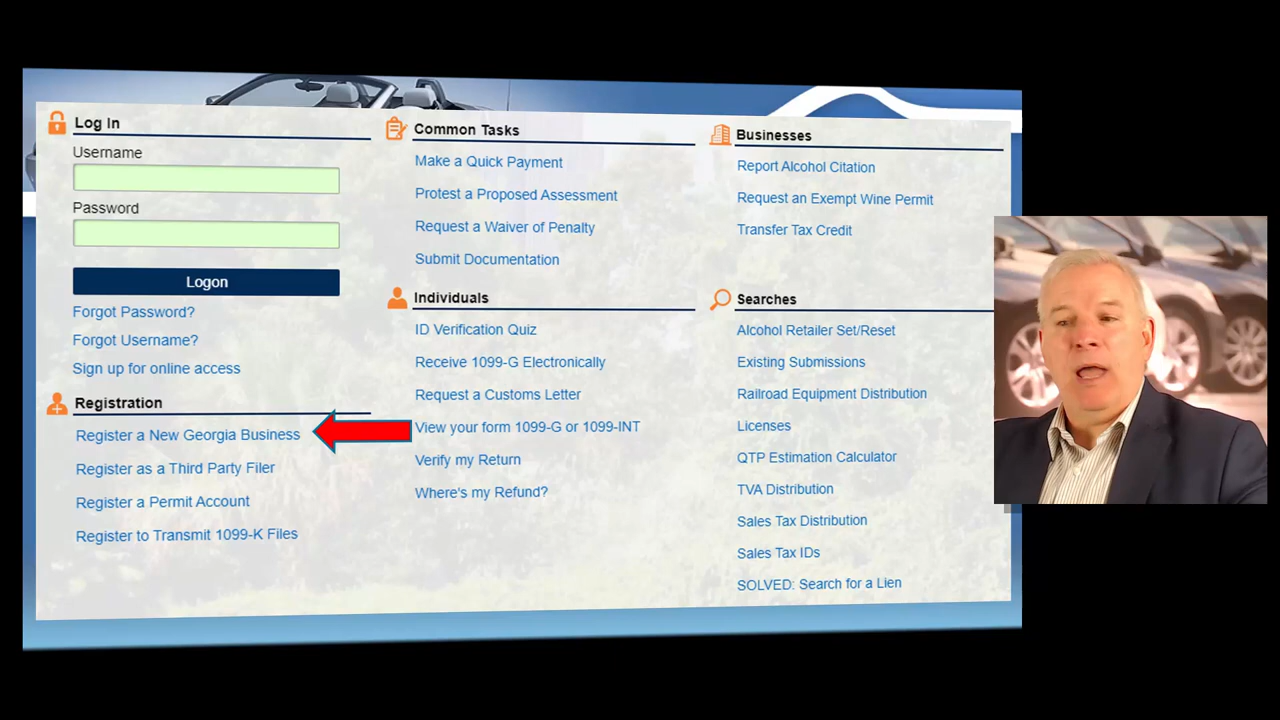 Log In
Username
Password
Logon
Forgot Password?
Forgot Username?
Sign up for online access
Registration
Register a New Georgia Business
Register as a Third Party Filer
Register a Permit Account
Register to Transmit 1099-K Files
Common Tasks
Make a Quick Payment
Protest a Proposed Assessment
Request a Waiver of Penalty
Submit Documentation
Individuals
ID Verification Quiz
Receive 1099-G Electronically
Request a Customs Letter
View your form 1099-G or 1099-INT
Verify my Return
Where's my Refund?
Businesses
Report Alcohol Citation
Request an Exempt Wine Permit
Transfer Tax Credit
Searches
Alcohol Retailer Set/Reset
Existing Submissions
Railroad Equipment Distribution
Licenses
QTP Estimation Calculator
TVA Distribution
Sales Tax Distribution
Sales Tax IDs
SOLVED: Search for a Lien